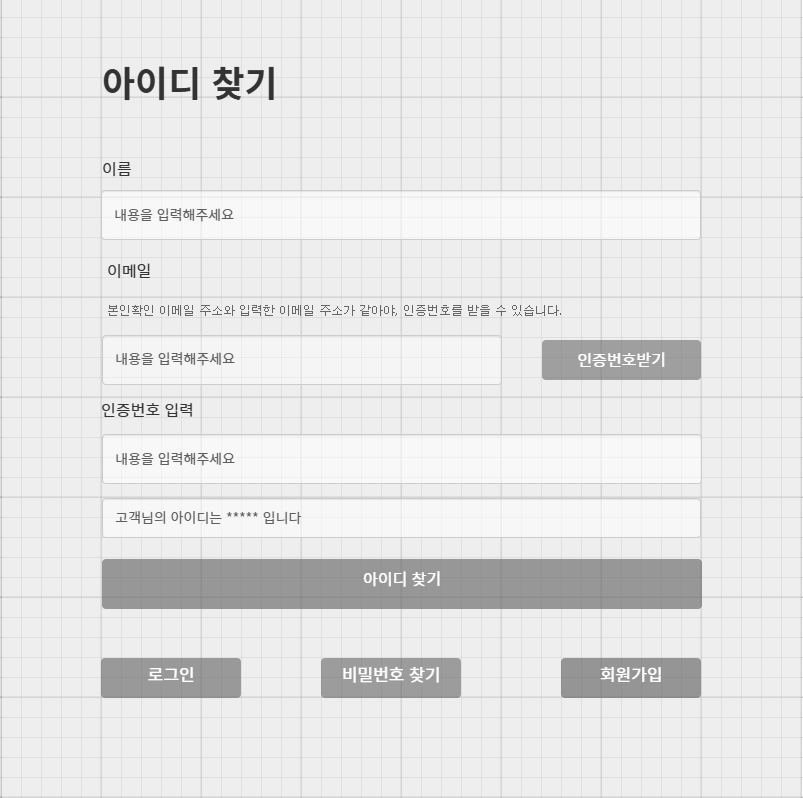 아이디 찾기
이름
내용을 입력해주세요
이메일
본인확인 이메일 주소와 입력한 이메일 주소가 같아야, 인증번호를 받을 수 있습니다.
내용을 입력해주세요
인증번호받기
인증번호 입력
내용을 입력해주세요
고객님의 아이디는 ***** 입니다
아이디 찾기
로그인
비밀번호 찾기
회원가입